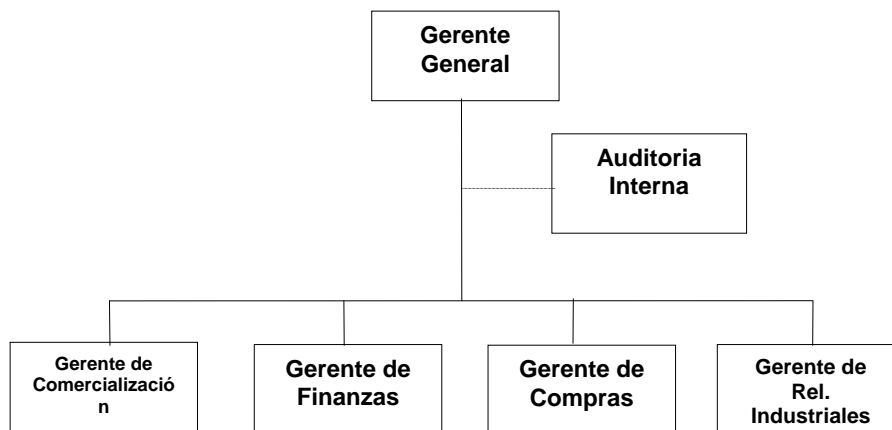 Gerente
General
Auditoria
Interna
Gerente de
Comercializació
n
Gerente de
Finanzas
Gerente de
Compras
Gerente de
Rel.
Industriales